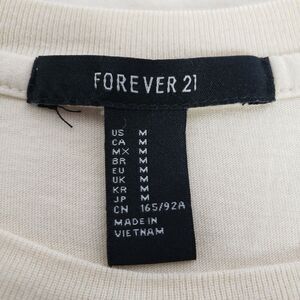 FOREVER 21
US M
CA M
MX M
BR M
EU M
UK M
KR M
JP M
CN 165/92A
MADE IN
VIETNAM